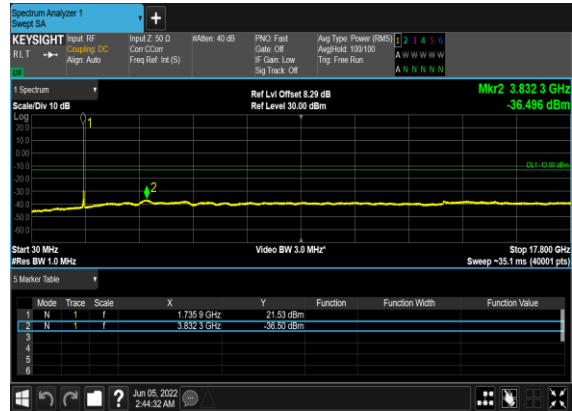 Spectrum Analyzer 1
Swept SA
+
KEYSIGHT Input: RF Input Z: 50 Ω #Atten: 40 dB PNO: Fast Avg Type: Power (RMS) 1 2 3 4 5 6
RLT Coupling: DC Corr CCorr Gate: Off Avg|Hold: 100/100 A W W W W W
Align: Auto Freq Ref: Int (S) IF Gain: Low Trig: Free Run
Sig Track: Off A N N N N N
1 Spectrum Ref Lvl Offset 8.29 dB Mkr2 3.832 3 GHz
Scale/Div 10 dB Ref Level 30.00 dBm -36.496 dBm
Log
20.0
10.0
0.00
-10.0
DL1 -13.00 dBm
-20.0
-30.0
-40.0
-50.0
-60.0
1
2
Start 30 MHz Video BW 3.0 MHz* Stop 17.800 GHz
#Res BW 1.0 MHz Sweep ~35.1 ms (40001 pts)
5 Marker Table
Mode Trace Scale X Y Function Function Width Function Value
1 N 1 f 1.735 9 GHz 21.53 dBm
2 N 1 f 3.832 3 GHz -36.50 dBm
3
4
5
6
? Jun 05, 2022
2:44:32 AM